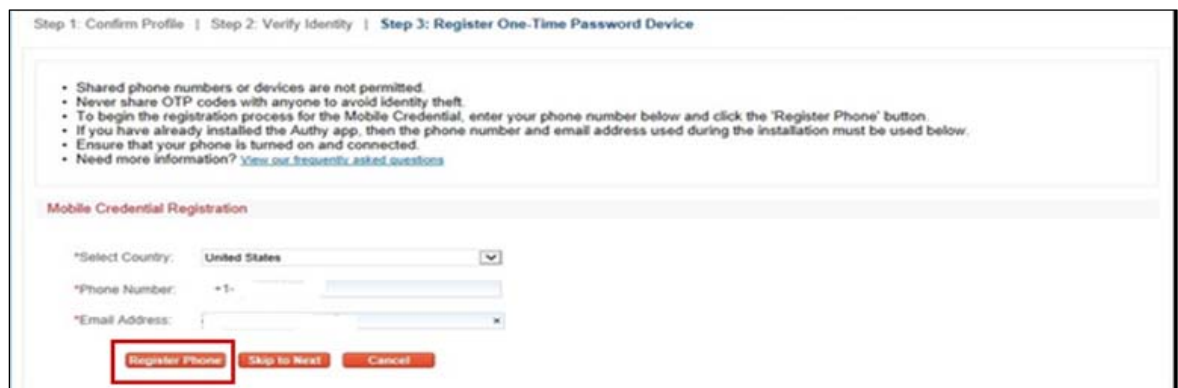 Step 1: Confirm Profile | Step 2: Verify Identity | Step 3: Register One-Time Password Device
• Shared phone numbers or devices are not permitted.
• Never share OTP codes with anyone to avoid identity theft.
• To begin the registration process for the Mobile Credential, enter your phone number below and click the 'Register Phone' button.
• If you have already installed the Authy app, then the phone number and email address used during the installation must be used below.
• Ensure that your phone is turned on and connected.
• Need more information? View our frequently asked questions
Mobile Credential Registration
*Select Country: United States
*Phone Number: +1-
*Email Address: ×
Register Phone Skip to Next Cancel